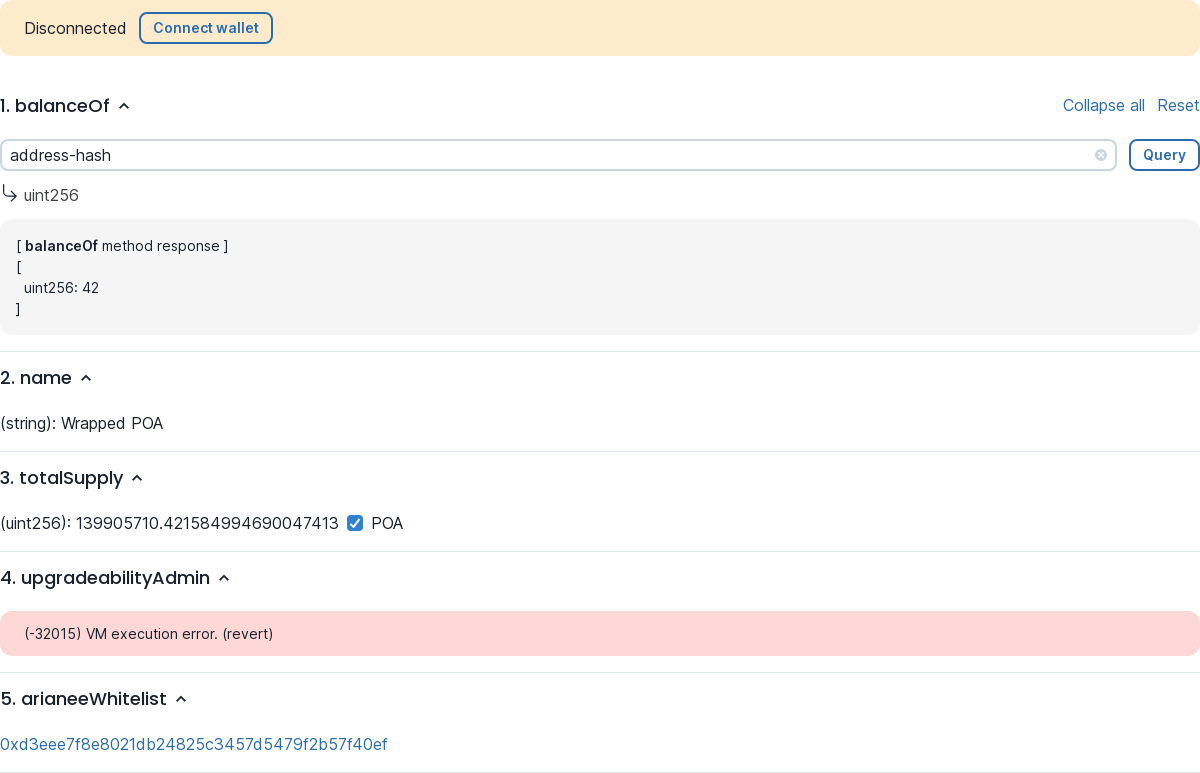 Disconnected Connect wallet
1. balanceOf Collapse all Reset
address-hash Query
uint256
[ balanceOf method response ]
[
uint256: 42
]
2. name
(string): Wrapped POA
3. totalSupply
(uint256): 139905710.421584994690047413 POA
4. upgradeabilityAdmin
(-32015) VM execution error. (revert)
5. arianeeWhitelist
0xd3eee7f8e8021db24825c3457d5479f2b57f40ef